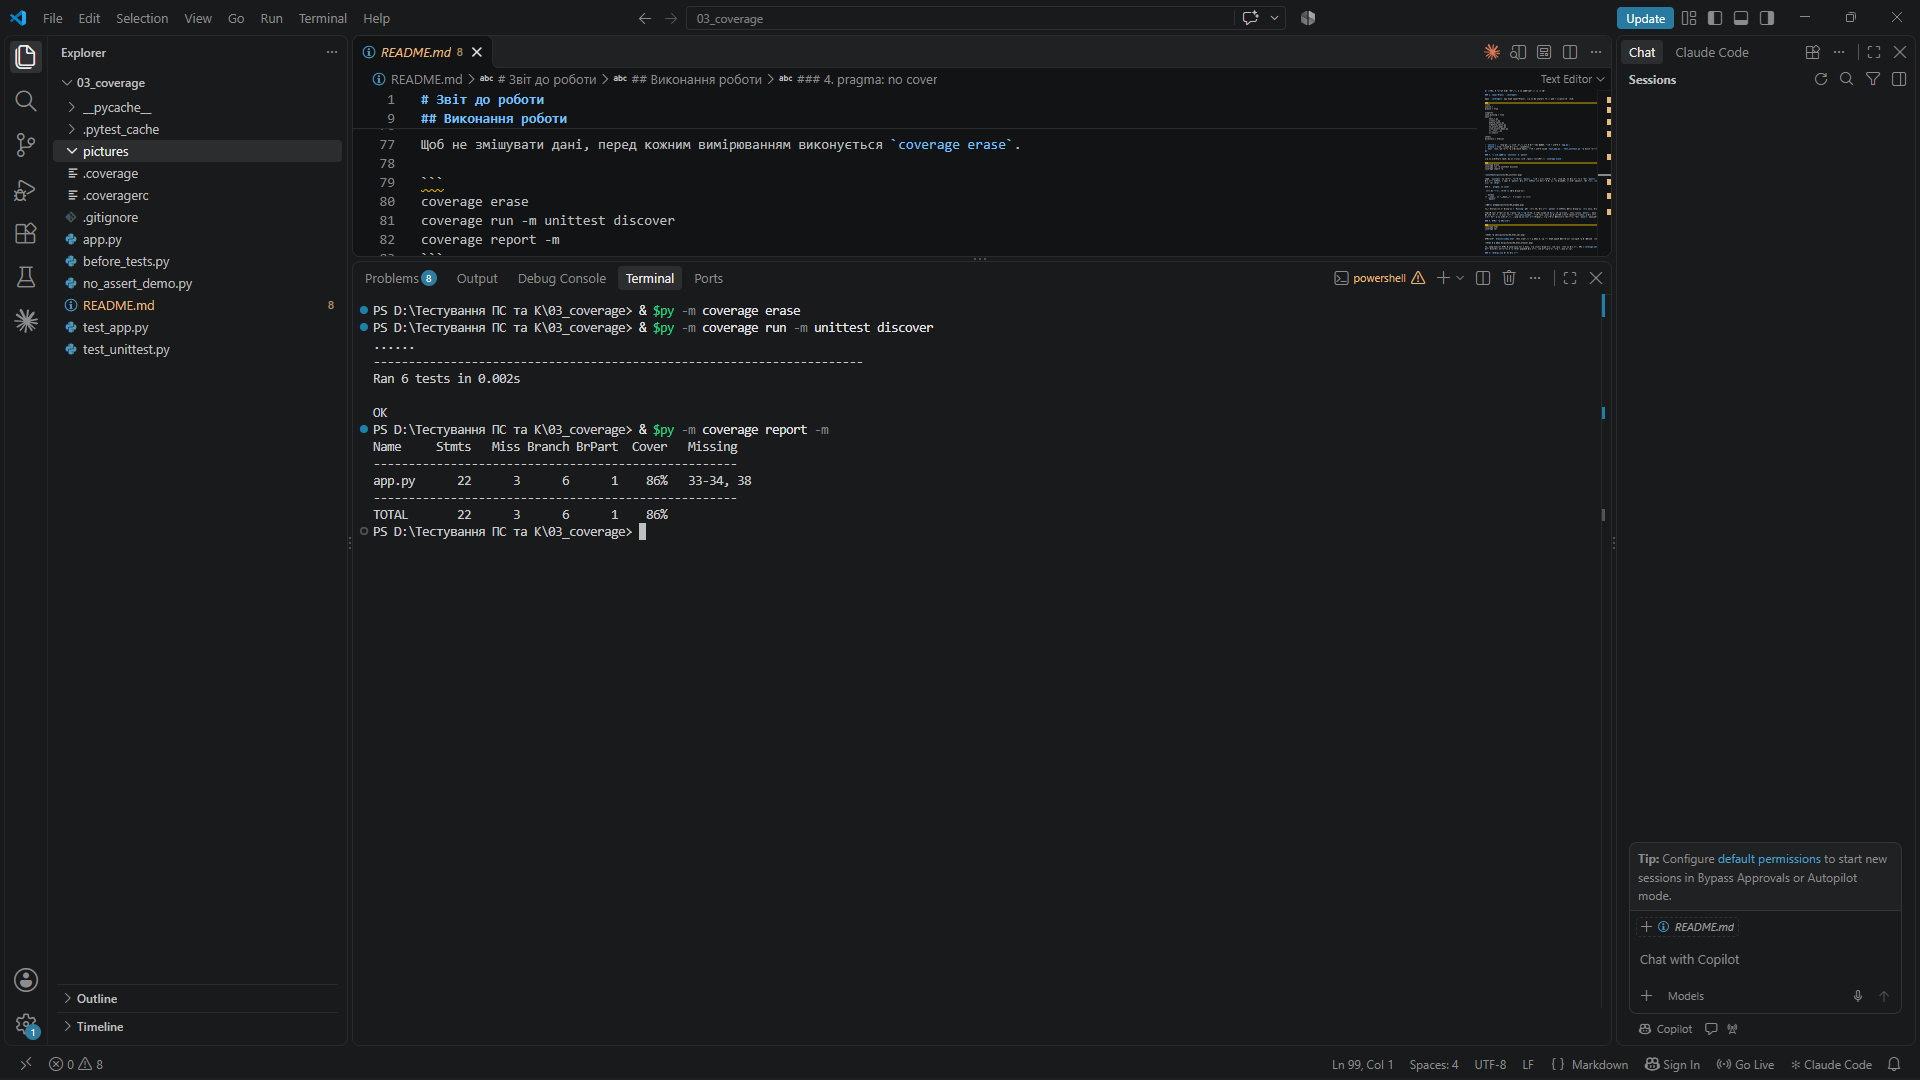 File Edit Selection View Go Run Terminal Help
03_coverage
Update
Explorer
03_coverage
__pycache__
.pytest_cache
pictures
.coverage
.coveragerc
.gitignore
app.py
before_tests.py
no_assert_demo.py
README.md 8
test_app.py
test_unittest.py
Outline
Timeline
README.md 8
README.md > # Звіт до роботи > ## Виконання роботи > ### 4. pragma: no cover
Text Editor
1 # Звіт до роботи
9 ## Виконання роботи
77 Щоб не змішувати дані, перед кожним вимірюванням виконується `coverage erase`.
78
79 ```
80 coverage erase
81 coverage run -m unittest discover
82 coverage report -m
Problems 8 Output Debug Console Terminal Ports
powershell
PS D:\Тестування ПС та К\03_coverage> & $py -m coverage erase
PS D:\Тестування ПС та К\03_coverage> & $py -m coverage run -m unittest discover
......
----------------------------------------------------------------------
Ran 6 tests in 0.002s
OK
PS D:\Тестування ПС та К\03_coverage> & $py -m coverage report -m
Name Stmts Miss Branch BrPart Cover Missing
----------------------------------------------------
app.py 22 3 6 1 86% 33-34, 38
----------------------------------------------------
TOTAL 22 3 6 1 86%
PS D:\Тестування ПС та К\03_coverage>
Chat Claude Code
Sessions
Tip: Configure default permissions to start new
sessions in Bypass Approvals or Autopilot
mode.
README.md
Chat with Copilot
Models
Copilot
1
0 8
Ln 99, Col 1 Spaces: 4 UTF-8 LF { } Markdown Sign In Go Live Claude Code